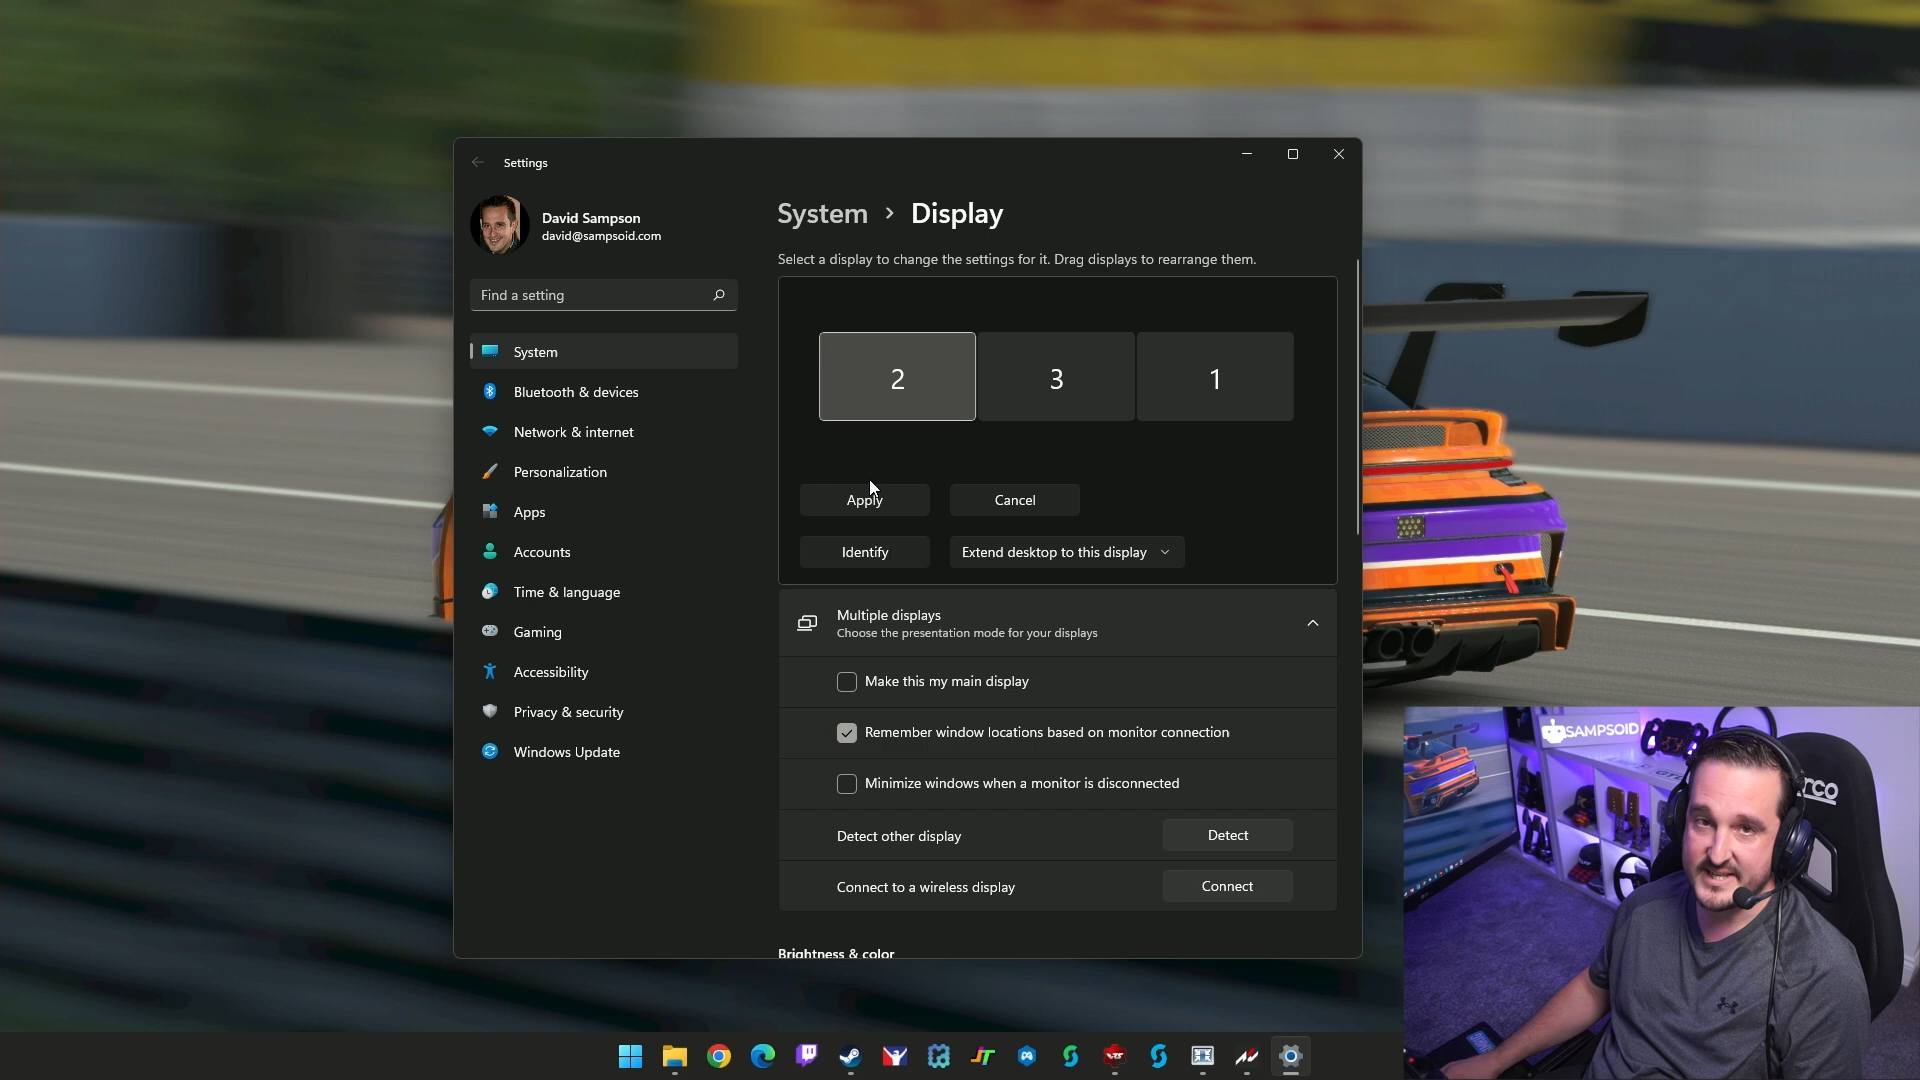 Settings
David Sampson
david@sampsoid.com
Find a setting
System
Bluetooth & devices
Network & internet
Personalization
Apps
Accounts
Time & language
Gaming
Accessibility
Privacy & security
Windows Update
System > Display
Select a display to change the settings for it. Drag displays to rearrange them.
2 3 1
Apply Cancel
Identify Extend desktop to this display
Multiple displays
Choose the presentation mode for your displays
Make this my main display
Remember window locations based on monitor connection
Minimize windows when a monitor is disconnected
Detect other display Detect
Connect to a wireless display Connect
Brightness & color
SAMPSOID
rco